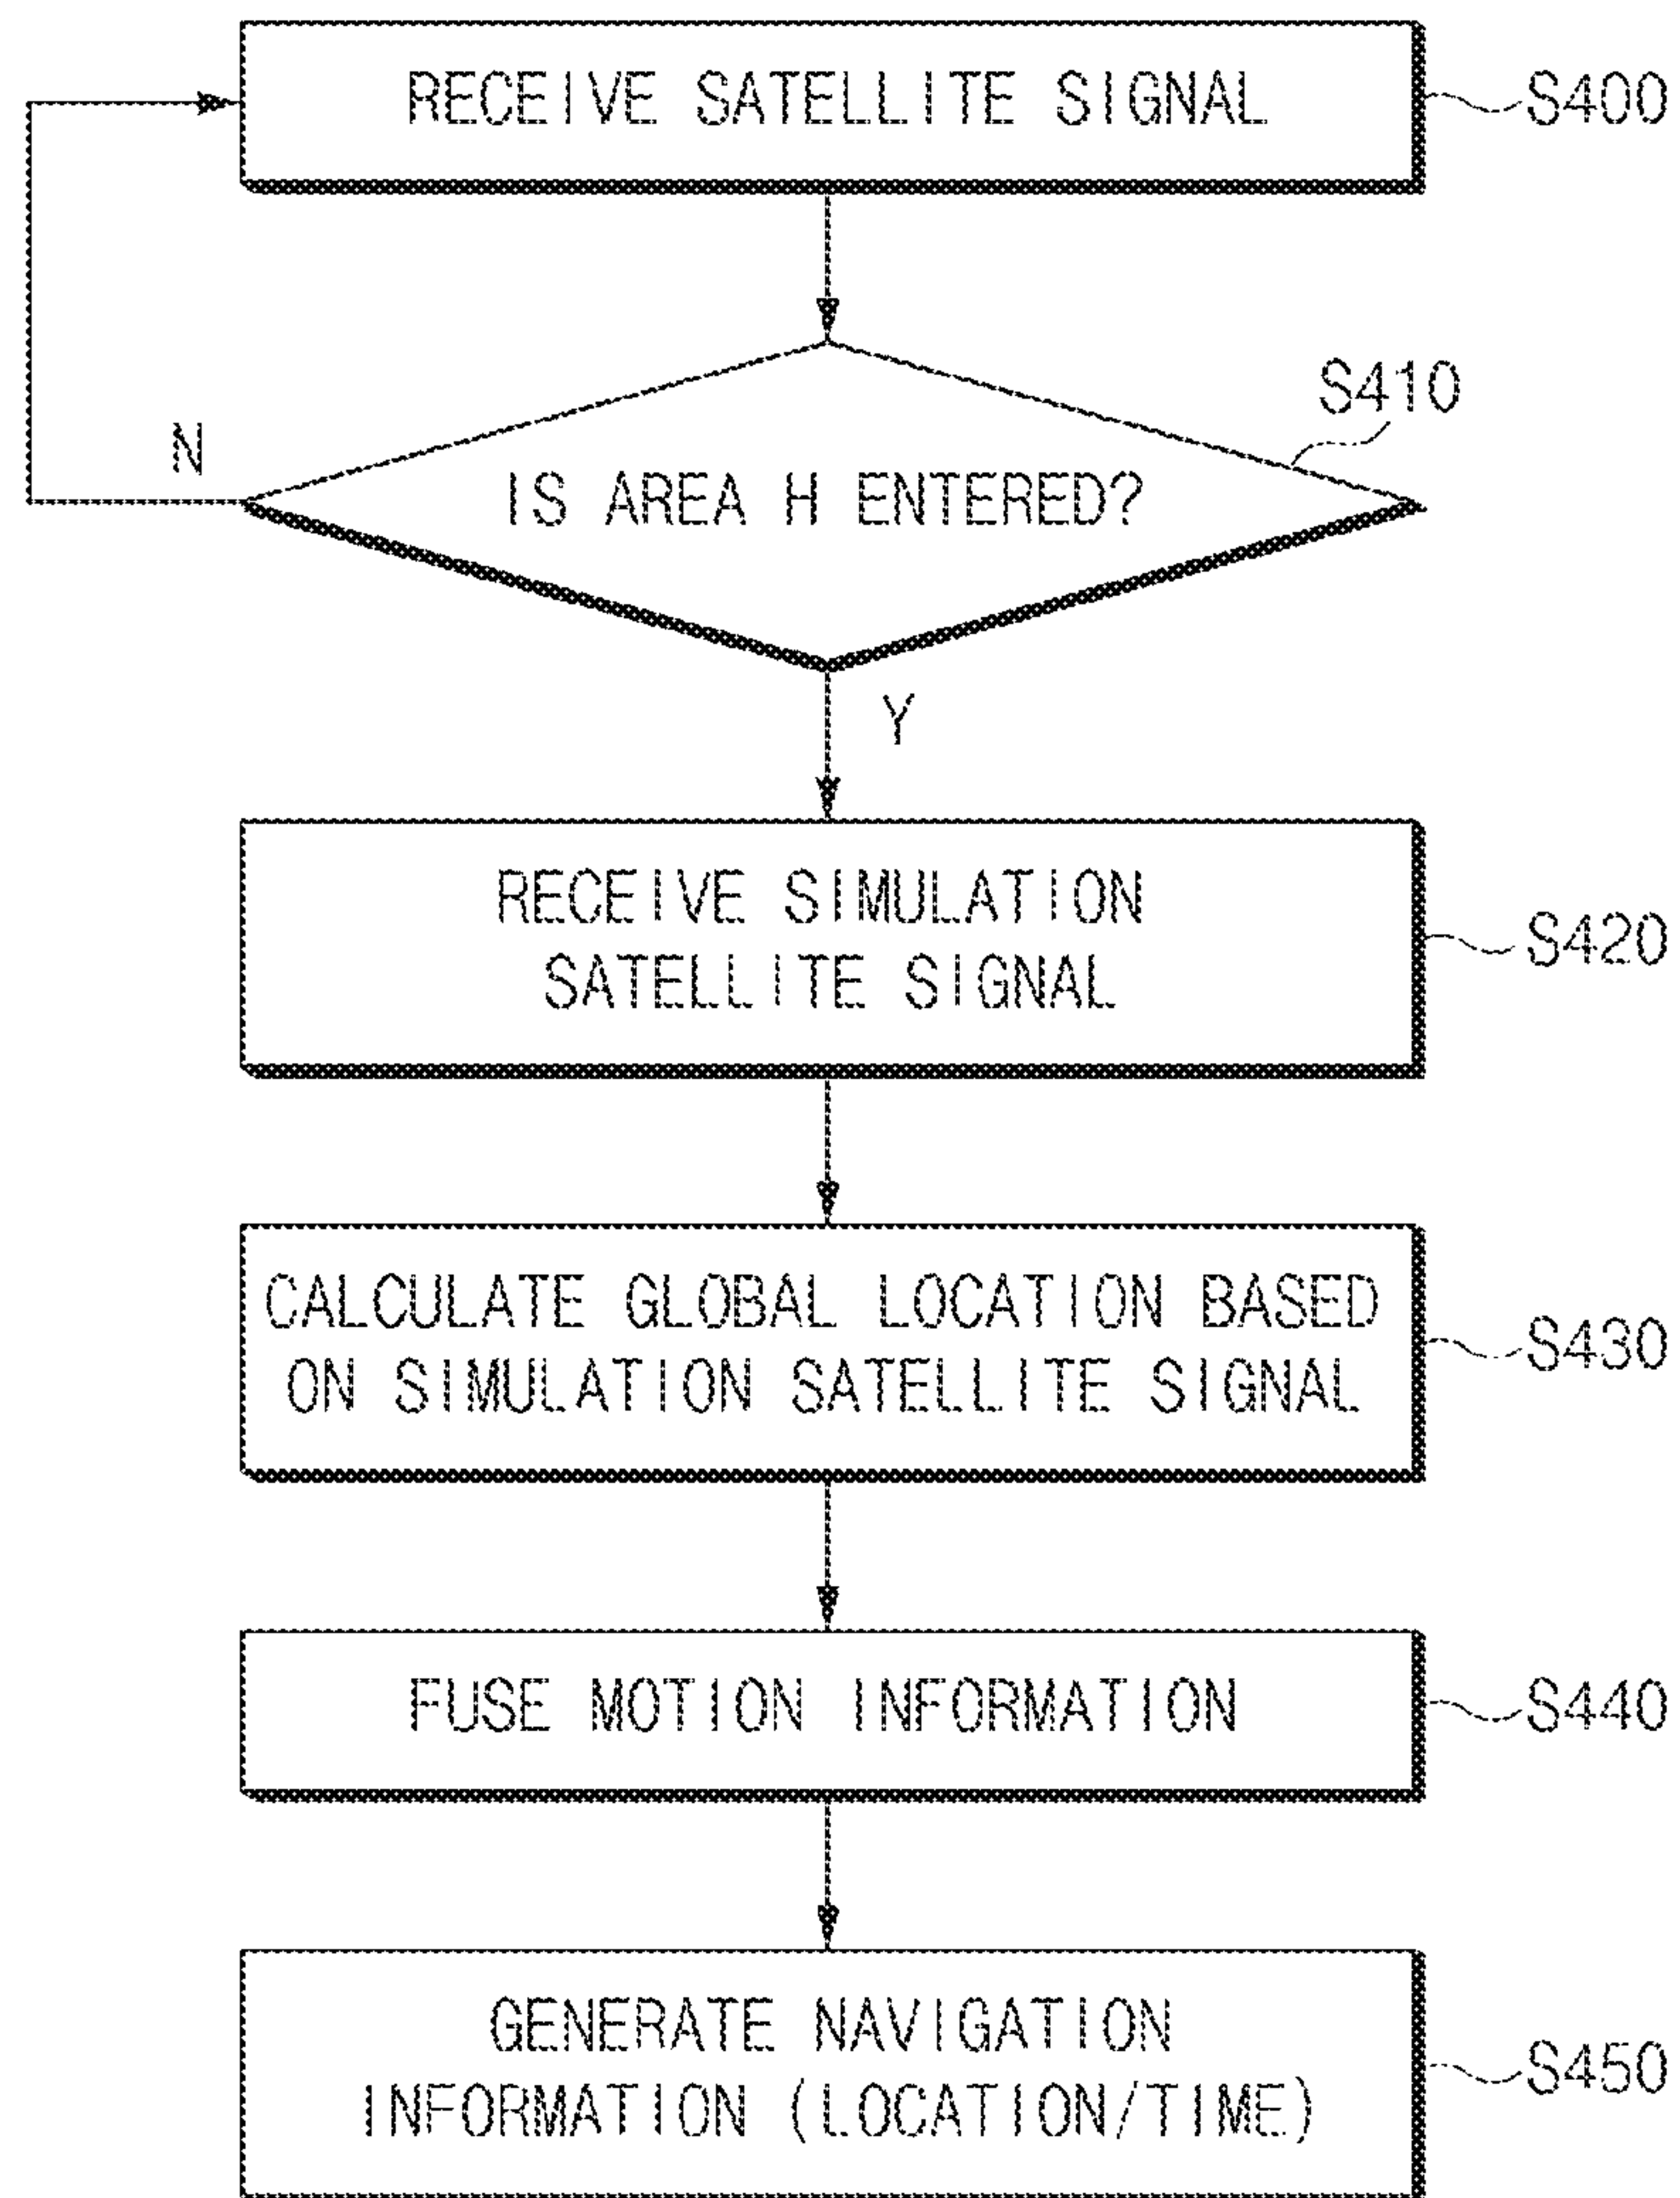 RECEIVE SATELLITE SIGNAL
S400
S410
N
IS AREA H ENTERED?
Y
RECEIVE SIMULATION
SATELLITE SIGNAL
S420
CALCULATE GLOBAL LOCATION BASED
ON SIMULATION SATELLITE SIGNAL
S430
FUSE MOTION INFORMATION
S440
GENERATE NAVIGATION
INFORMATION (LOCATION/TIME)
S450